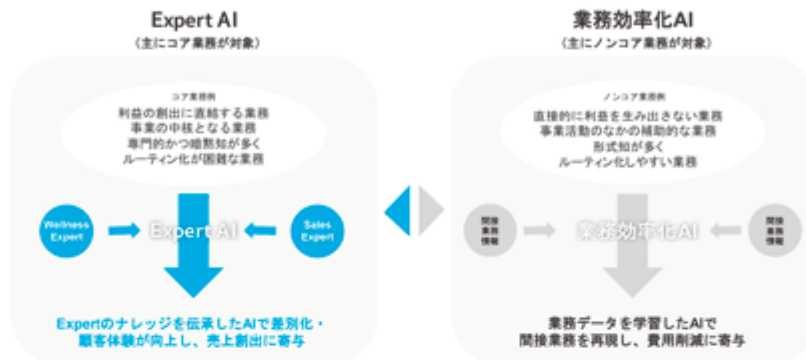 Expert AI
(主にコア業務が対象)
コア業務例
利益の創出に直結する業務
事業の中核となる業務
専門的かつ暗黙知が多く
ルーティン化が困難な業務
Wellness
Expert
Expert AI
Sales
Expert
Expertのナレッジを伝承したAIで差別化・
顧客体験が向上し、売上創出に寄与
業務効率化AI
(主にノンコア業務が対象)
ノンコア業務例
直接的に利益を生み出さない業務
事業活動のなかの補助的な業務
形式知が多く
ルーティン化しやすい業務
間接
業務
情報
業務効率化AI
間接
業務
情報
業務データを学習したAIで
間接業務を再現し、費用削減に寄与